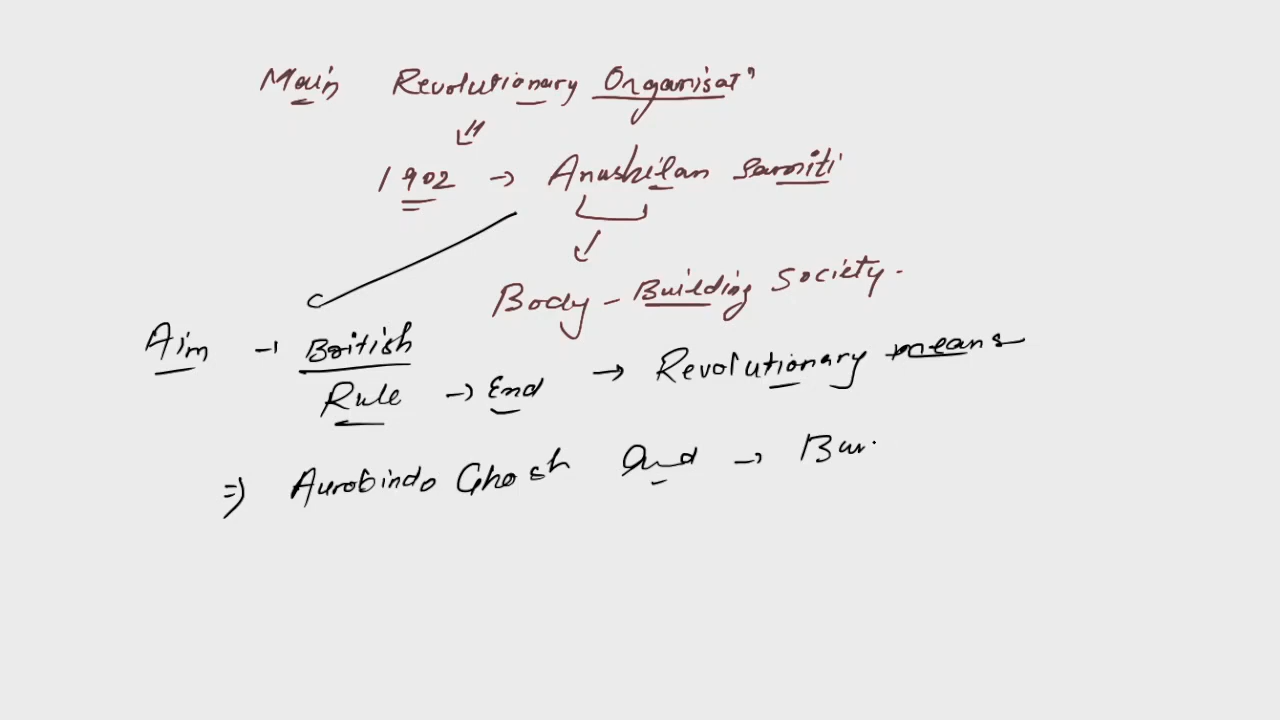 Main Revolutionary Organisat'
1902 → Anushilan Samiti
Body - Building Society.
Aim → British Rule → End → Revolutionary means
⇒ Aurobindo Ghosh And →